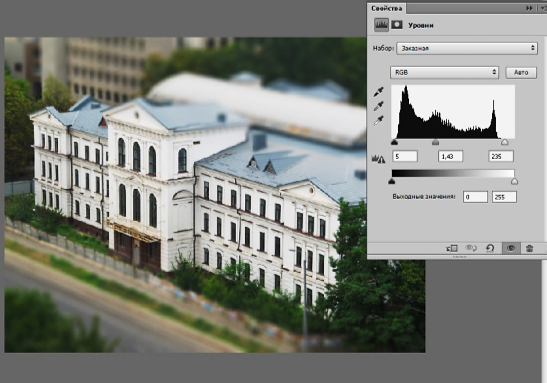 Свойства
Уровни
Набор: Заказная
RGB
Авто
5 1,43 235
Выходные значения: 0 255